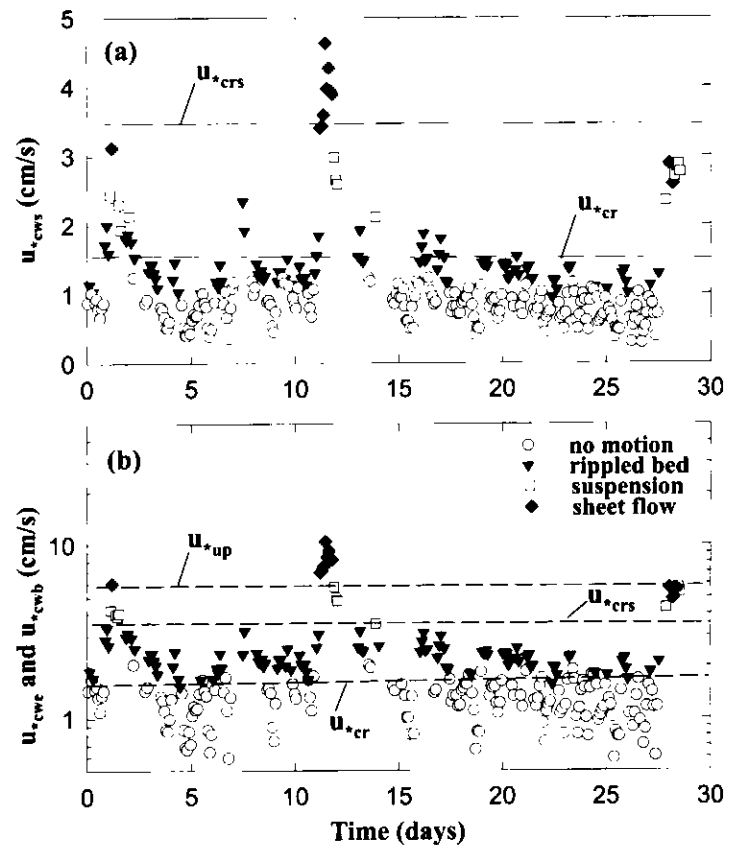 5
(a)
u*crs
4
3
u*cws (cm/s)
u*cr
2
1
0
0 5 10 15 20 25 30
(b)
no motion
rippled bed
suspension
sheet flow
u*up
10
u*crs
u*cwe and u*cwb (cm/s)
1
u*cr
0 5 10 15 20 25 30
Time (days)